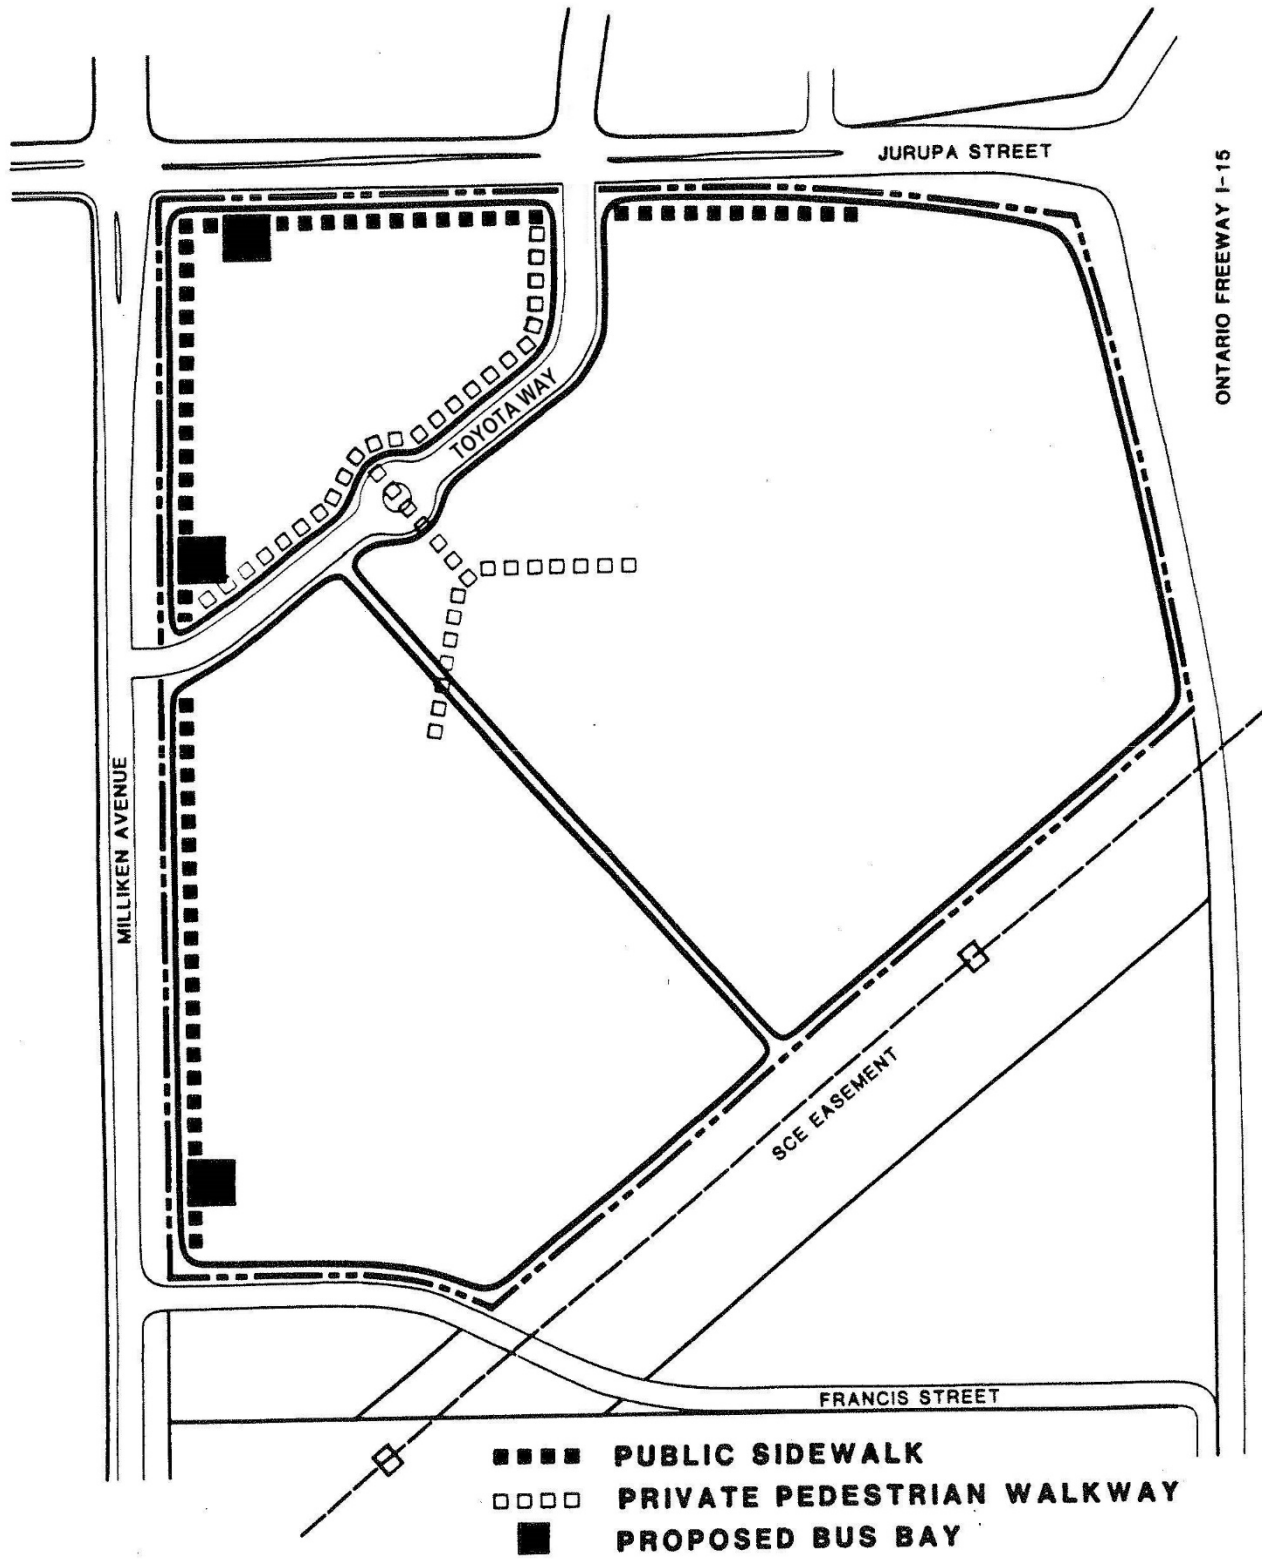 JURUPA STREET
ONTARIO FREEWAY I-15
TOYOTA WAY
MILLIKEN AVENUE
SCE EASEMENT
FRANCIS STREET
PUBLIC SIDEWALK
PRIVATE PEDESTRIAN WALKWAY
PROPOSED BUS BAY